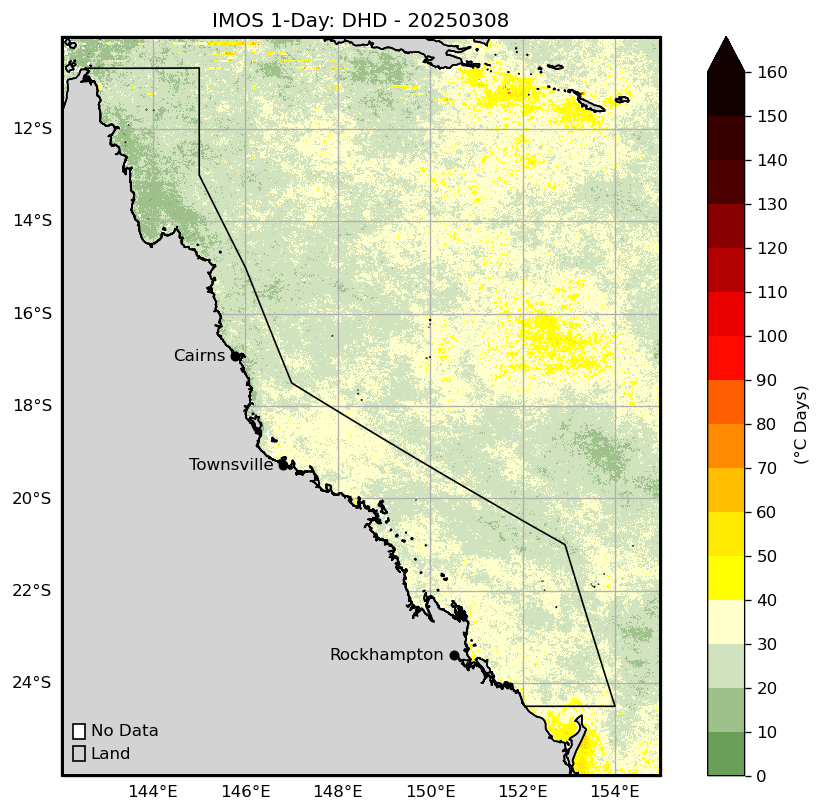 IMOS 1-Day: DHD - 20250308
12°S
14°S
16°S
18°S
20°S
22°S
24°S
Cairns
Townsville
Rockhampton
No Data
Land
144°E 146°E 148°E 150°E 152°E 154°E
160
150
140
130
120
110
100
90
80
70
60
50
40
30
20
10
0
(°C Days)